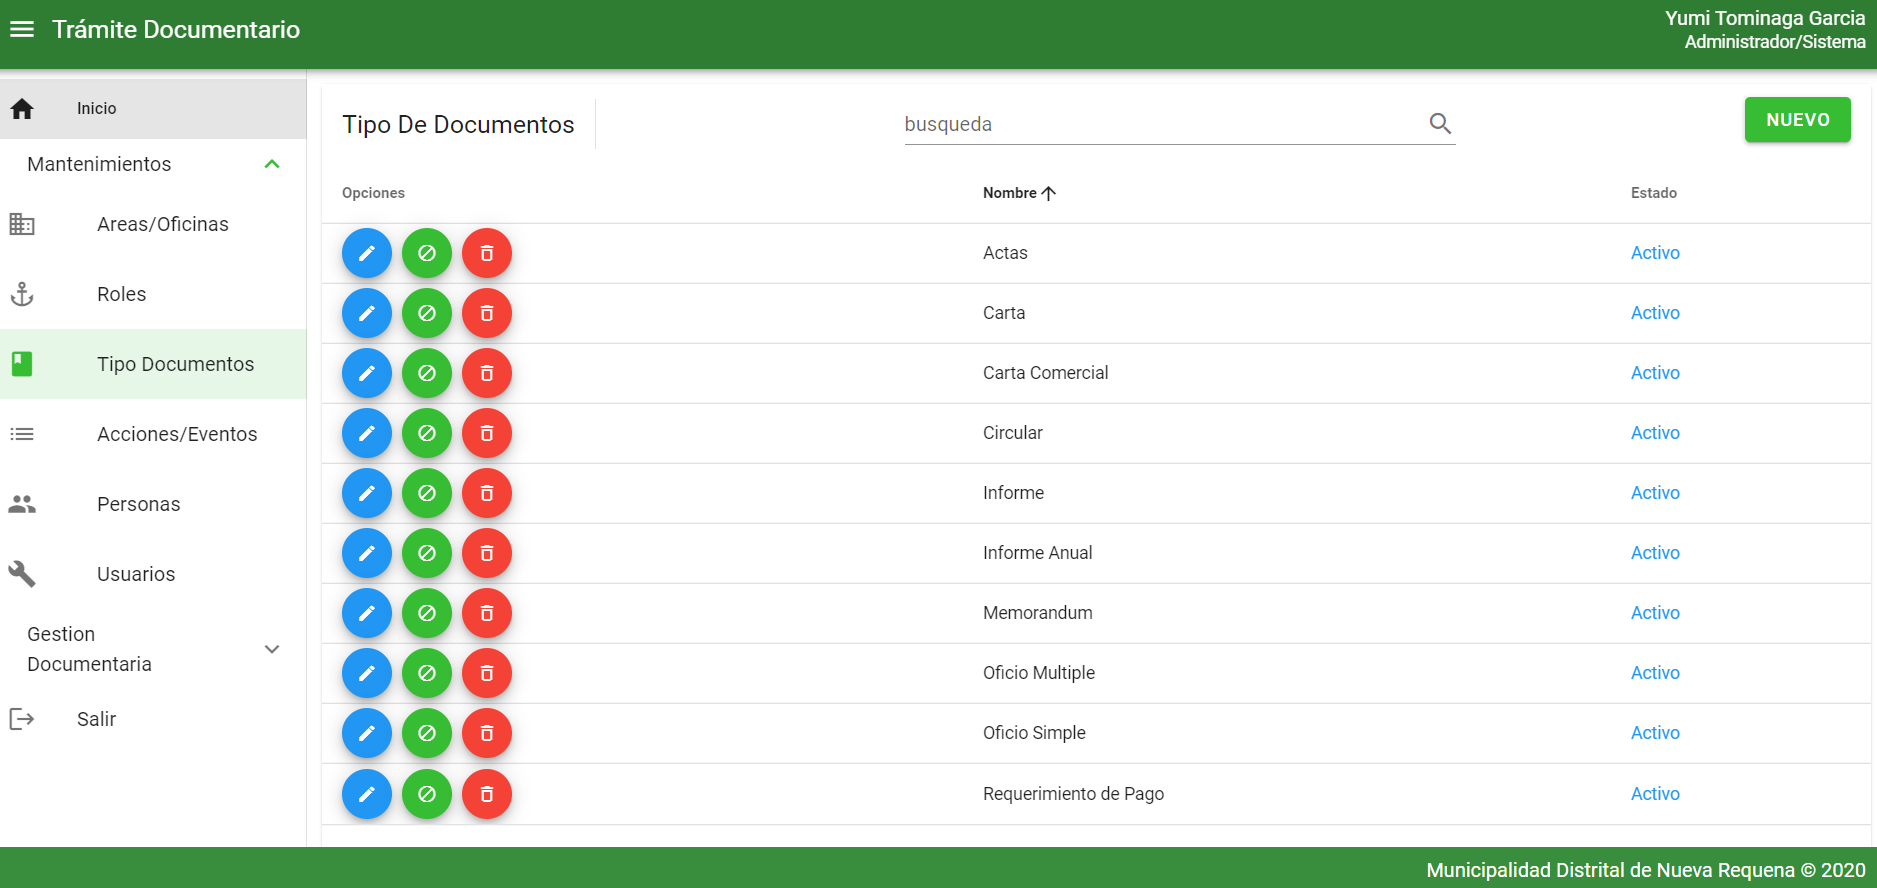 Trámite Documentario
Yumi Tominaga Garcia
Administrador/Sistema
Inicio
Mantenimientos
Areas/Oficinas
Roles
Tipo Documentos
Acciones/Eventos
Personas
Usuarios
Gestion
Documentaria
Salir
Tipo De Documentos
busqueda
NUEVO
Opciones Nombre Estado
Actas Activo
Carta Activo
Carta Comercial Activo
Circular Activo
Informe Activo
Informe Anual Activo
Memorandum Activo
Oficio Multiple Activo
Oficio Simple Activo
Requerimiento de Pago Activo
Municipalidad Distrital de Nueva Requena © 2020